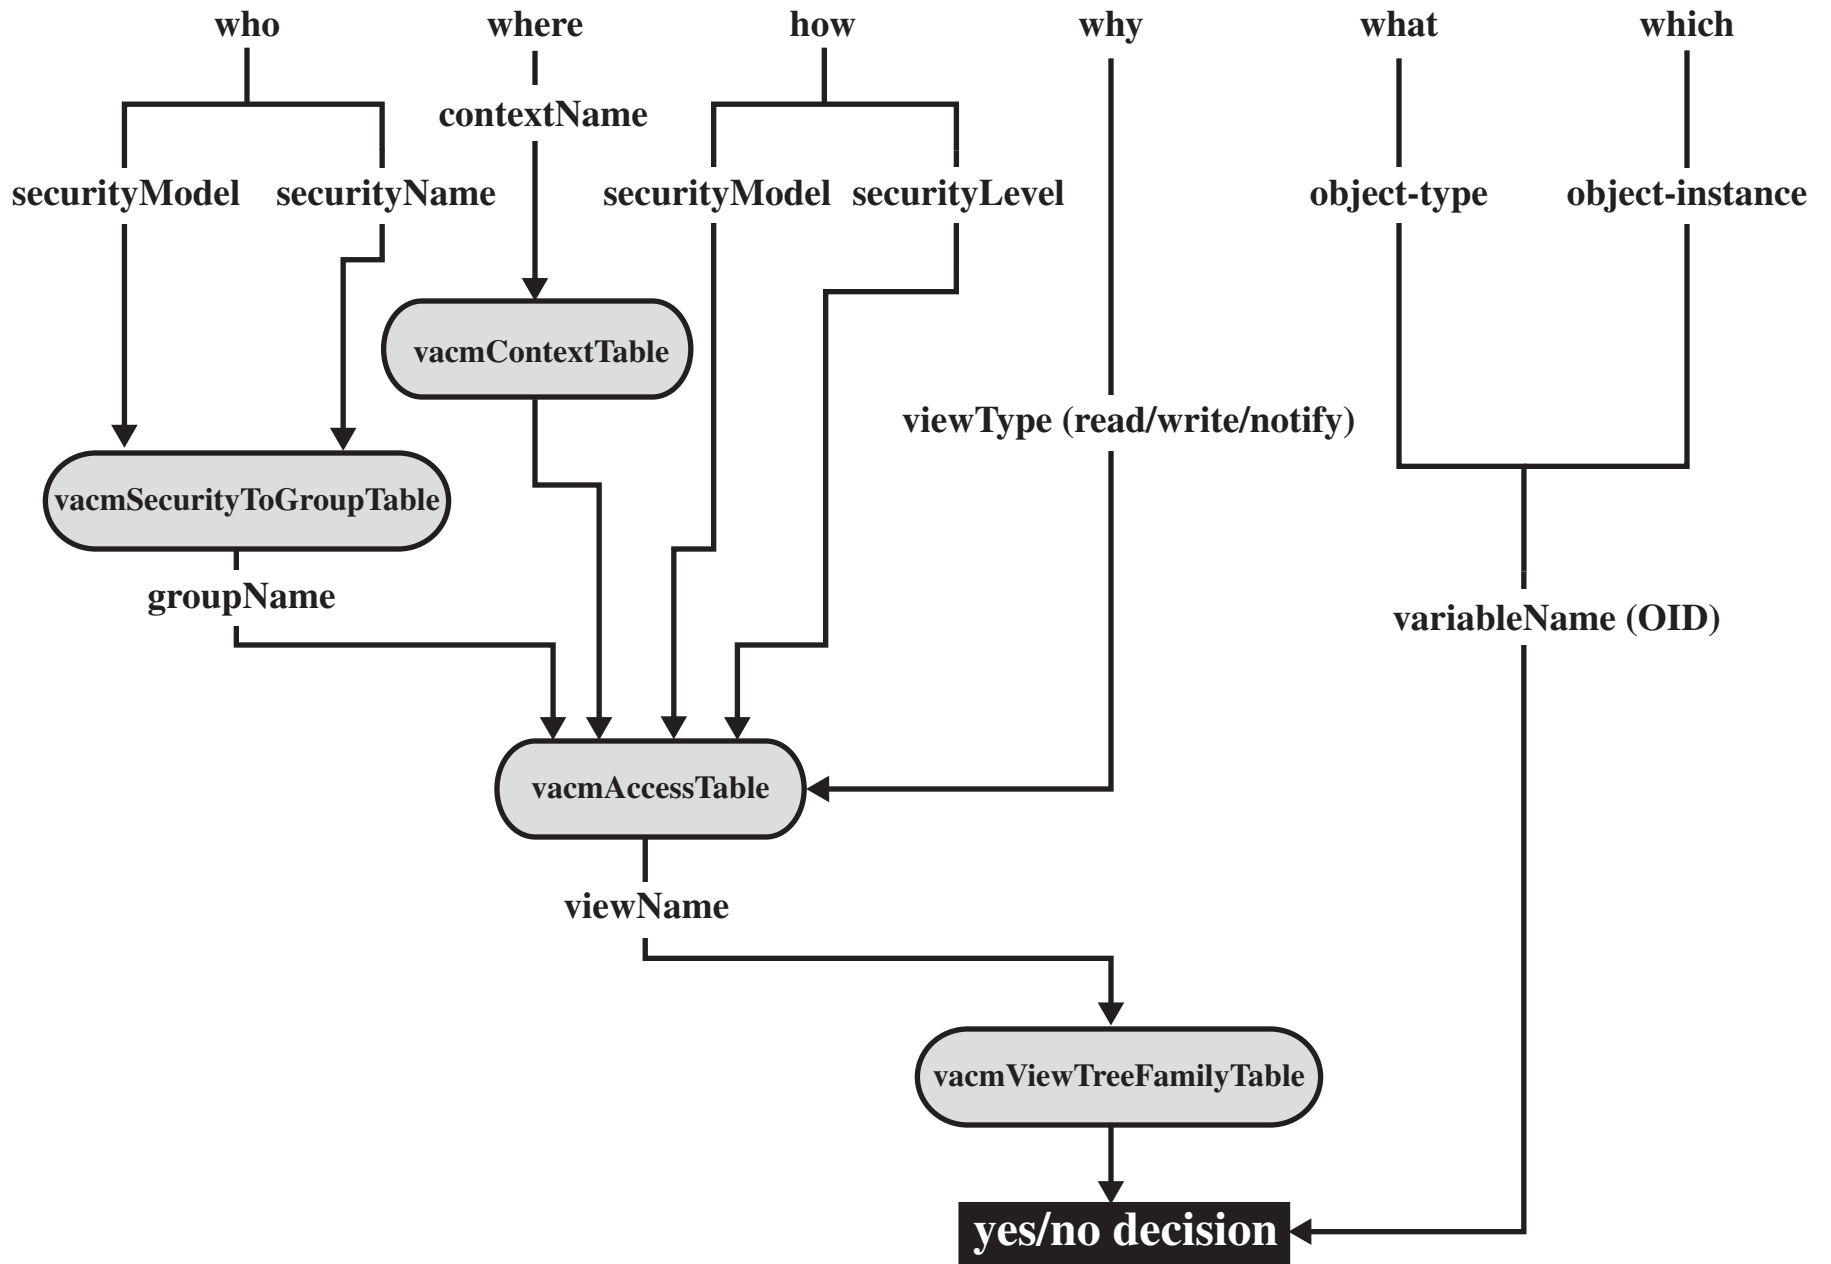 who where how why what which
contextName
securityModel securityName securityModel securityLevel object-type object-instance
vacmContextTable
viewType (read/write/notify)
vacmSecurityToGroupTable
groupName
variableName (OID)
vacmAccessTable
viewName
vacmViewTreeFamilyTable
yes/no decision